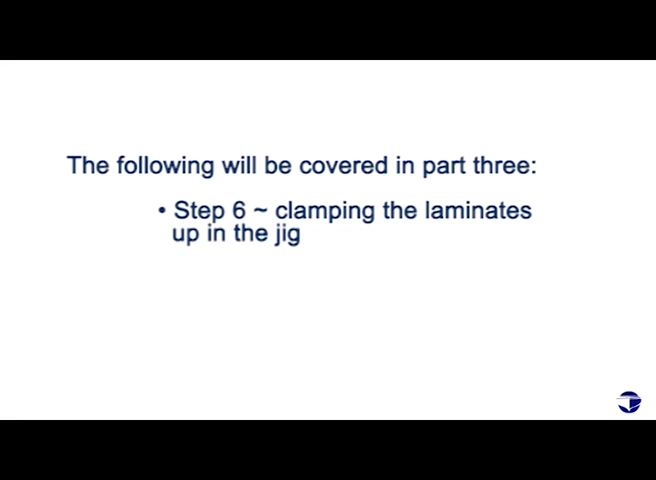 The following will be covered in part three:
• Step 6 ~ clamping the laminates
up in the jig